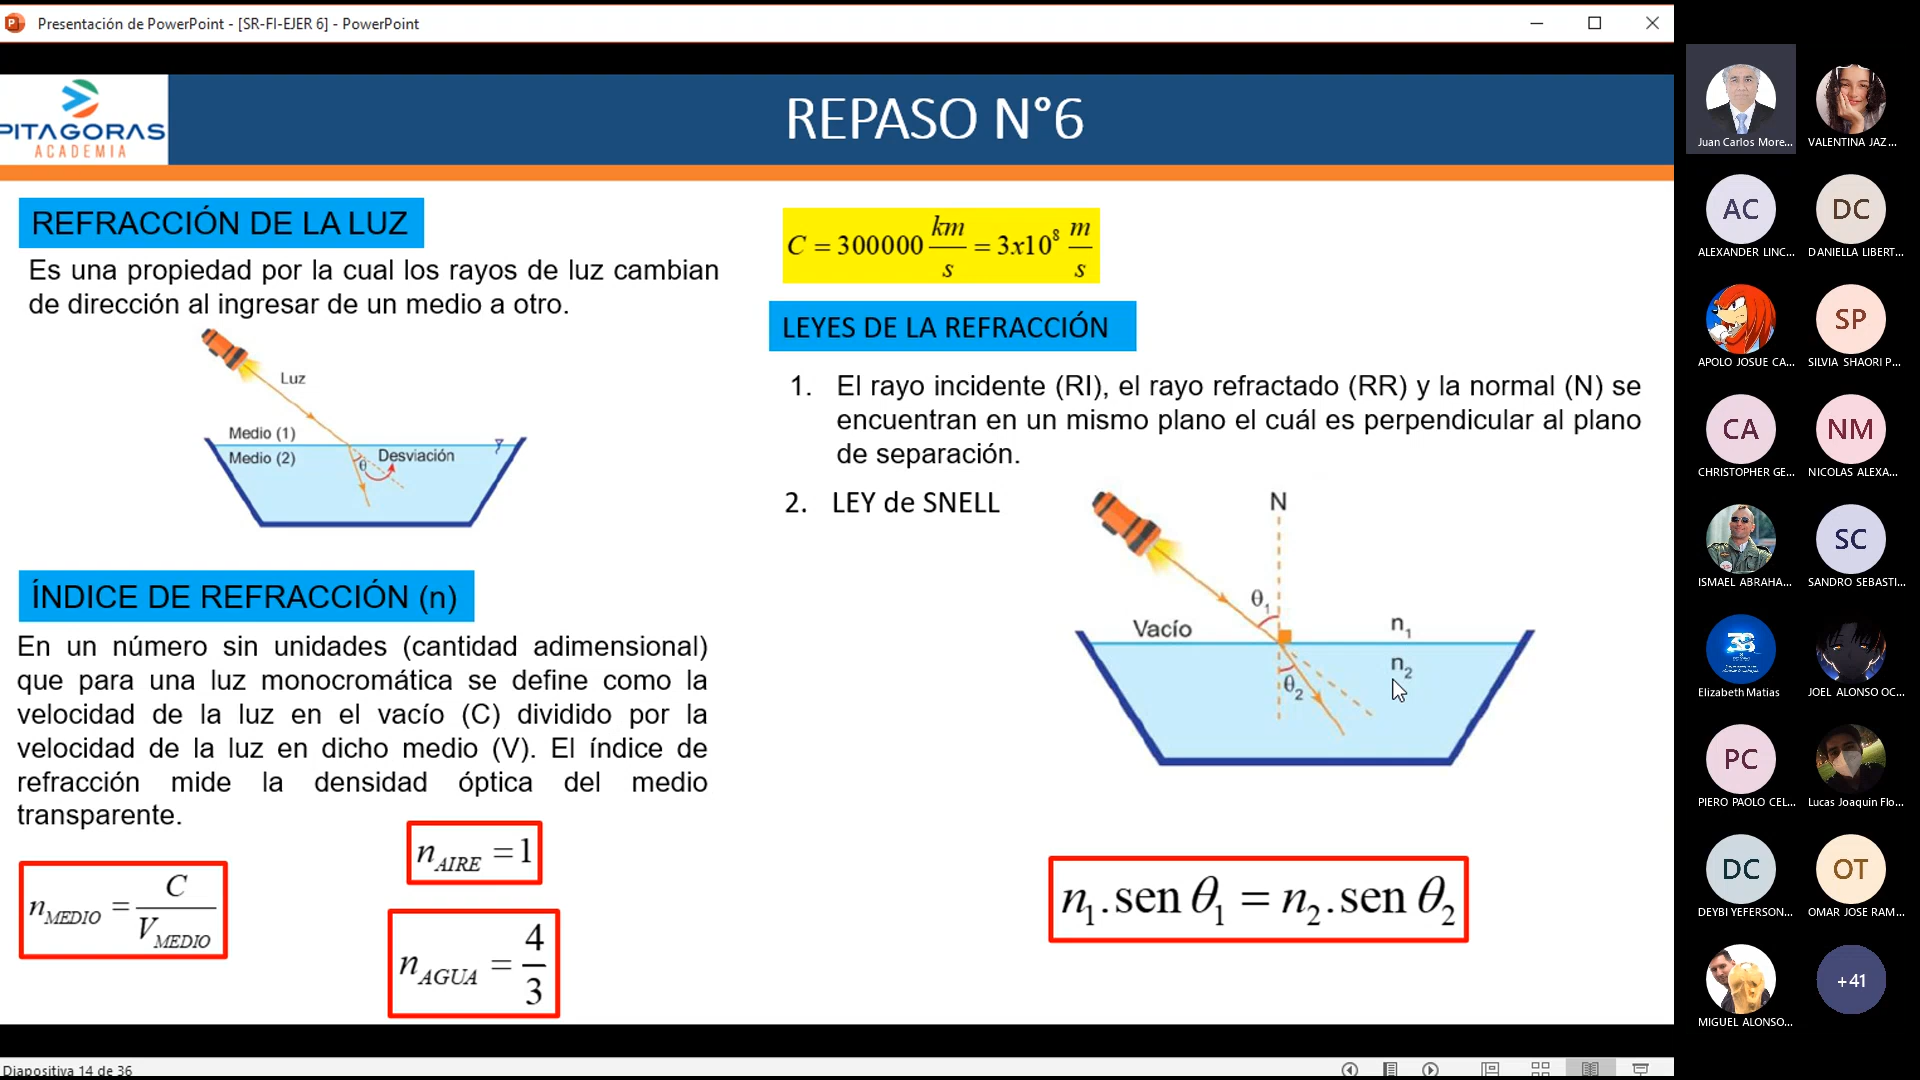 Presentación de PowerPoint - [SR-FI-EJER 6] - PowerPoint
PITAGORAS
ACADEMIA
REPASO N°6
REFRACCIÓN DE LA LUZ
Es una propiedad por la cual los rayos de luz cambian
de dirección al ingresar de un medio a otro.
Luz
Medio (1)
Medio (2)
θ
Desviación
ÍNDICE DE REFRACCIÓN (n)
En un número sin unidades (cantidad adimensional)
que para una luz monocromática se define como la
velocidad de la luz en el vacío (C) dividido por la
velocidad de la luz en dicho medio (V). El índice de
refracción mide la densidad óptica del medio
transparente.
n_MEDIO = C / V_MEDIO
n_AIRE = 1
n_AGUA = 4/3
C = 300000 km/s = 3x10⁸ m/s
LEYES DE LA REFRACCIÓN
1. El rayo incidente (RI), el rayo refractado (RR) y la normal (N) se
encuentran en un mismo plano el cuál es perpendicular al plano
de separación.
2. LEY de SNELL
N
θ₁
Vacío
n₁
n₂
θ₂
n₁.sen θ₁ = n₂.sen θ₂
Diapositiva 14 de 36
Juan Carlos More...
VALENTINA JAZ...
AC
ALEXANDER LINC...
DC
DANIELLA LIBERT...
APOLO JOSUE CA...
SP
SILVIA SHAORI P...
CA
CHRISTOPHER GE...
NM
NICOLAS ALEXA...
ISMAEL ABRAHA...
SC
SANDRO SEBASTI...
Elizabeth Matias
JOEL ALONSO OC...
PC
PIERO PAOLO CEL...
Lucas Joaquin Flo...
DC
DEYBI YEFERSON...
OT
OMAR JOSE RAM...
MIGUEL ALONSO...
+41